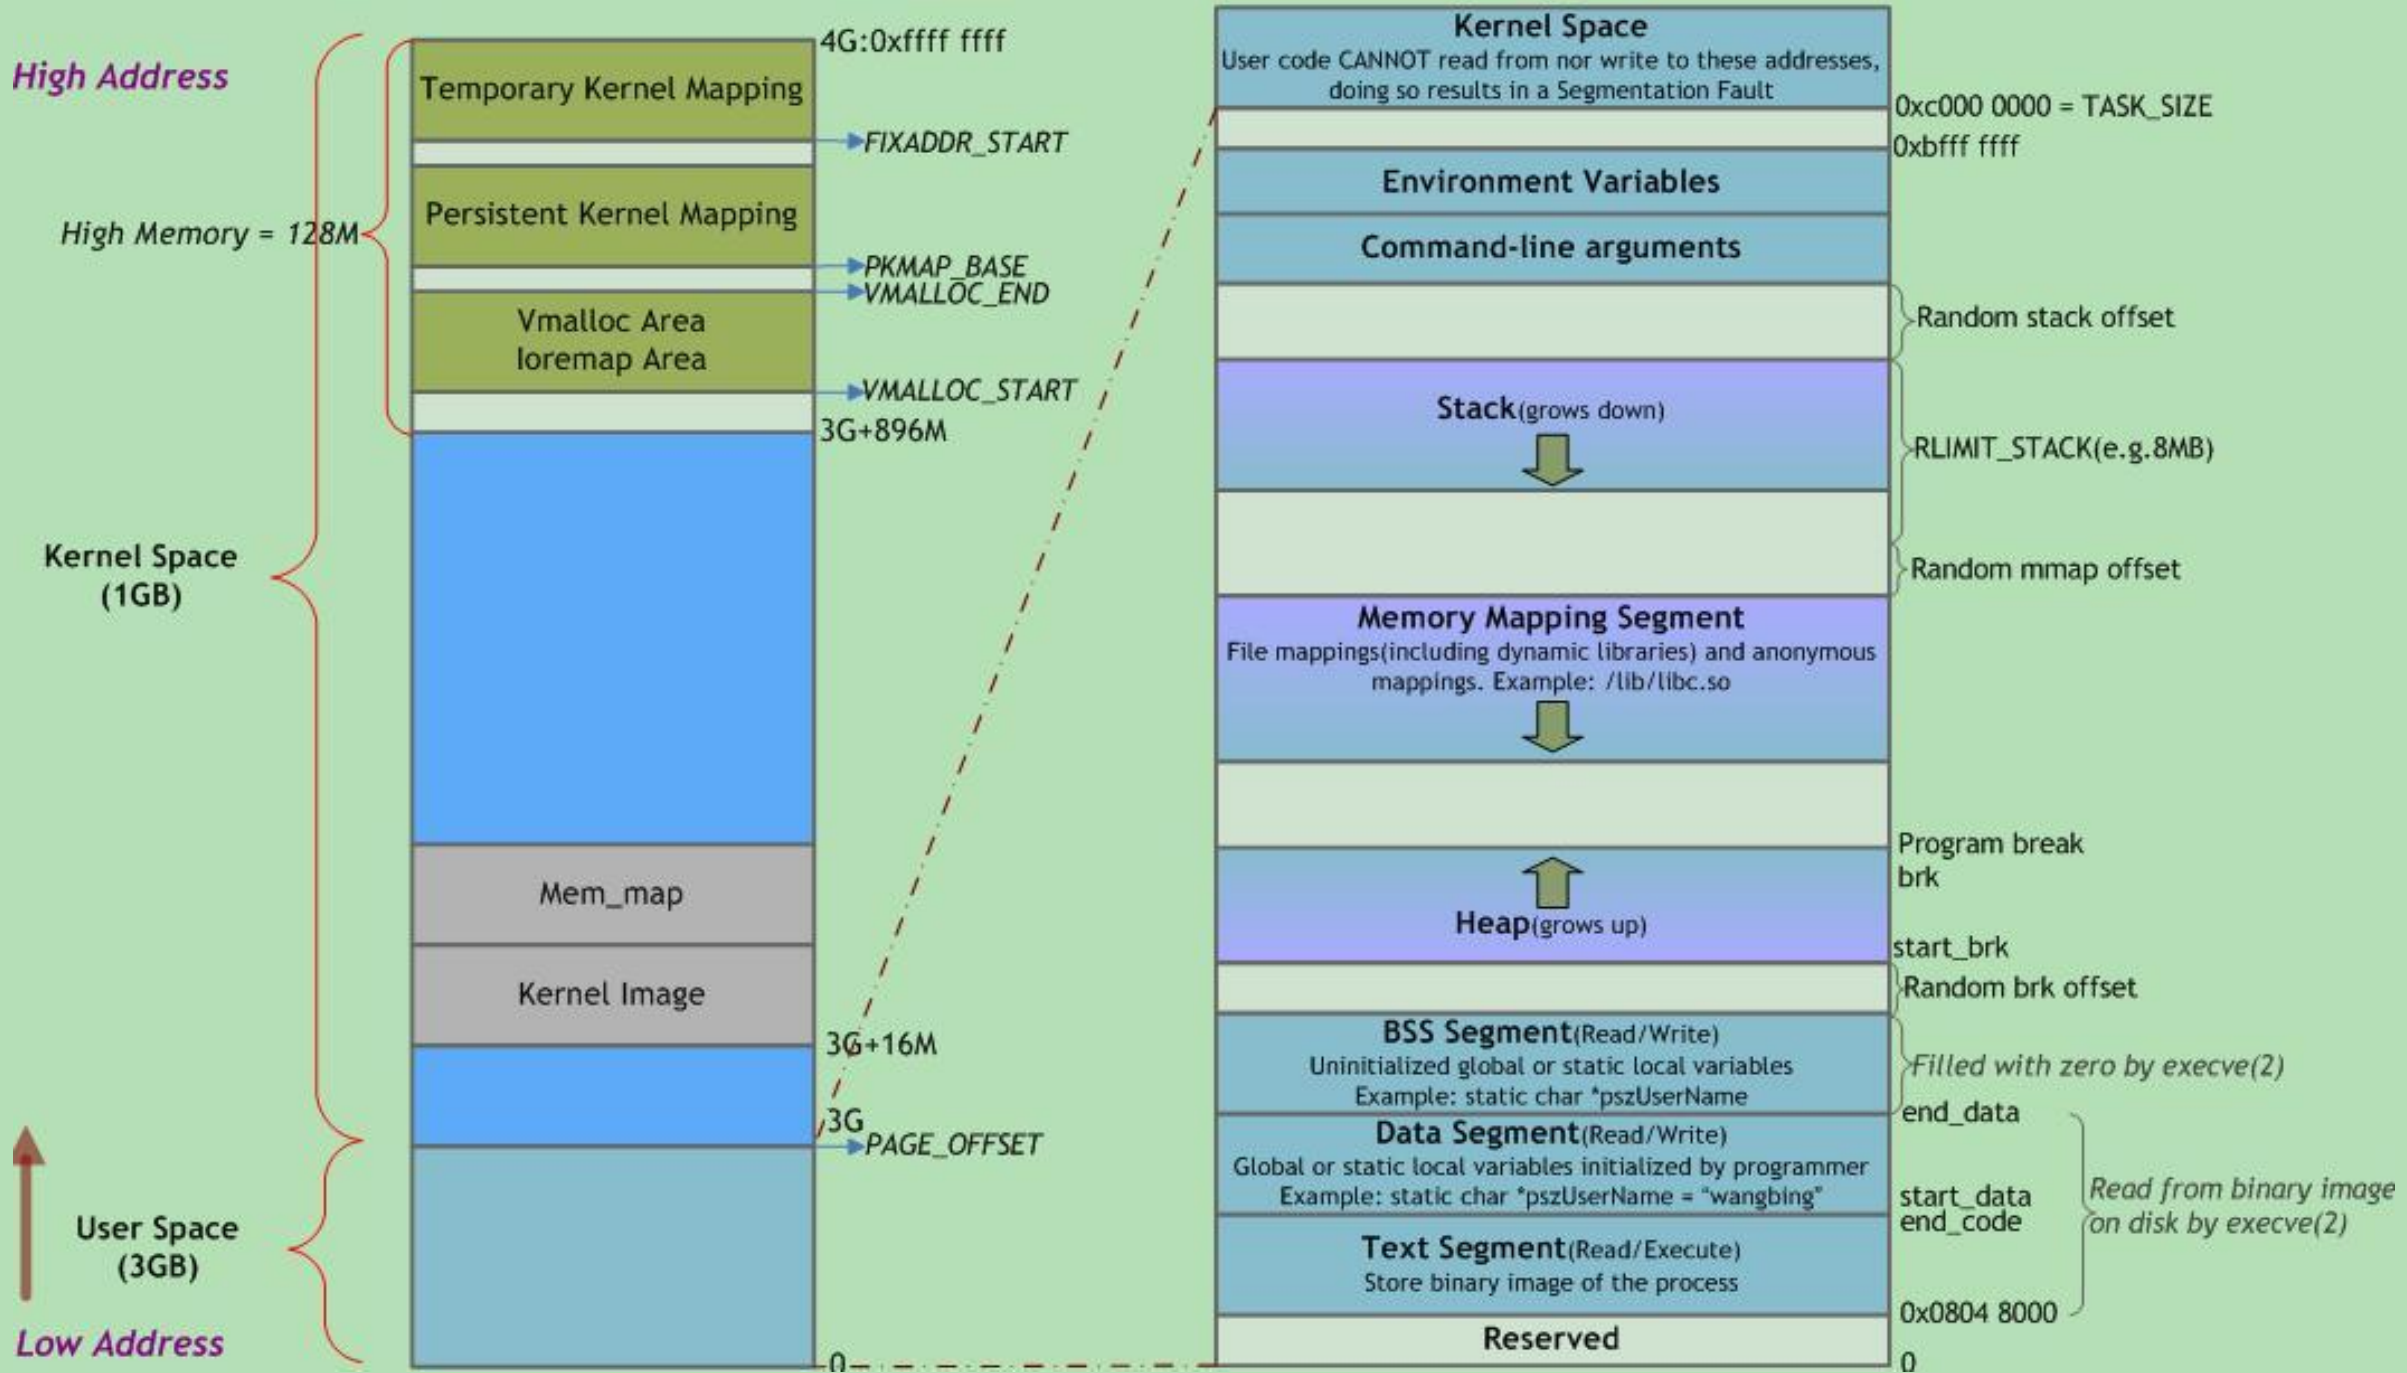 High Address
High Memory = 128M
Kernel Space
(1GB)
User Space
(3GB)
Low Address
Temporary Kernel Mapping
Persistent Kernel Mapping
Vmalloc Area
Ioremap Area
Mem_map
Kernel Image
4G:0xffff ffff
FIXADDR_START
PKMAP_BASE
VMALLOC_END
VMALLOC_START
3G+896M
3G+16M
3G
PAGE_OFFSET
0
Kernel Space
User code CANNOT read from nor write to these addresses,
doing so results in a Segmentation Fault
Environment Variables
Command-line arguments
Stack(grows down)
Memory Mapping Segment
File mappings(including dynamic libraries) and anonymous
mappings. Example: /lib/libc.so
Heap(grows up)
BSS Segment(Read/Write)
Uninitialized global or static local variables
Example: static char *pszUserName
Data Segment(Read/Write)
Global or static local variables initialized by programmer
Example: static char *pszUserName = "wangbing"
Text Segment(Read/Execute)
Store binary image of the process
Reserved
0xc000 0000 = TASK_SIZE
0xbfff ffff
Random stack offset
RLIMIT_STACK(e.g.8MB)
Random mmap offset
Program break
brk
start_brk
Random brk offset
Filled with zero by execve(2)
end_data
start_data
end_code
Read from binary image
on disk by execve(2)
0x0804 8000
0